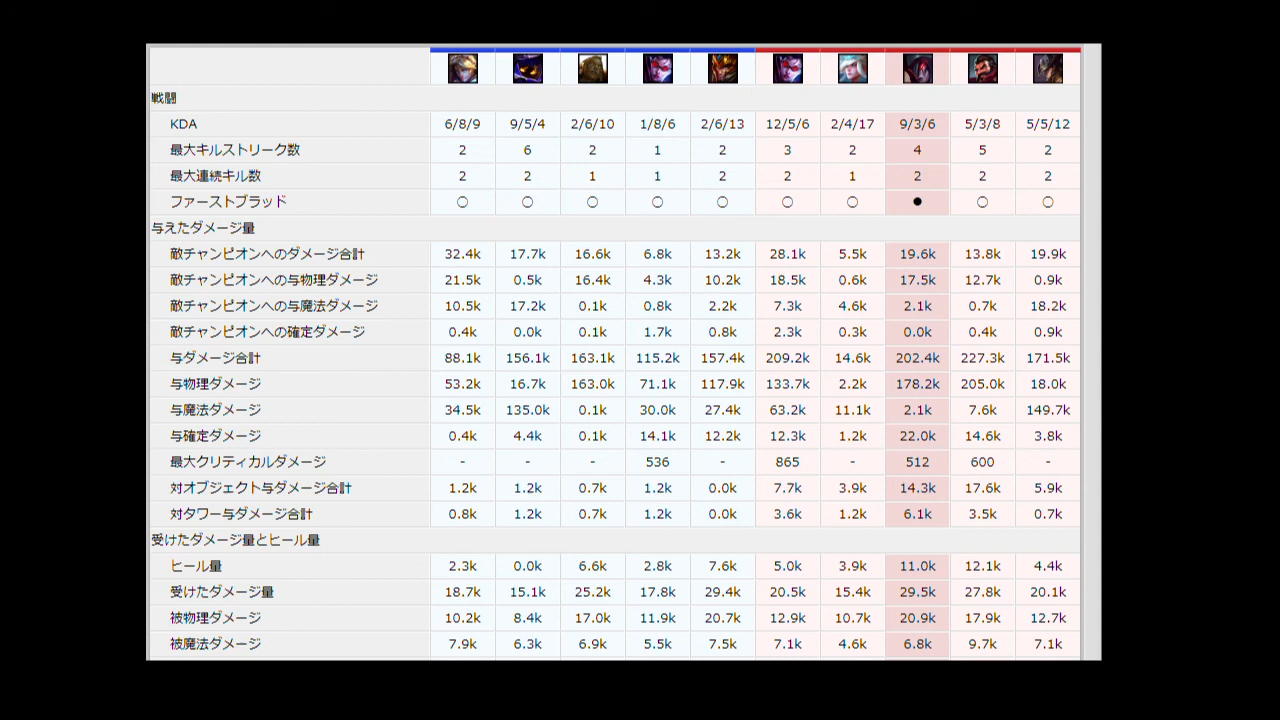 戦闘
KDA 6/8/9 9/5/4 2/6/10 1/8/6 2/6/13 12/5/6 2/4/17 9/3/6 5/3/8 5/5/12
最大キルストリーク数 2 6 2 1 2 3 2 4 5 2
最大連続キル数 2 2 1 1 2 2 1 2 2 2
ファーストブラッド ○ ○ ○ ○ ○ ○ ○ ● ○ ○
与えたダメージ量
敵チャンピオンへのダメージ合計 32.4k 17.7k 16.6k 6.8k 13.2k 28.1k 5.5k 19.6k 13.8k 19.9k
敵チャンピオンへの与物理ダメージ 21.5k 0.5k 16.4k 4.3k 10.2k 18.5k 0.6k 17.5k 12.7k 0.9k
敵チャンピオンへの与魔法ダメージ 10.5k 17.2k 0.1k 0.8k 2.2k 7.3k 4.6k 2.1k 0.7k 18.2k
敵チャンピオンへの確定ダメージ 0.4k 0.0k 0.1k 1.7k 0.8k 2.3k 0.3k 0.0k 0.4k 0.9k
与ダメージ合計 88.1k 156.1k 163.1k 115.2k 157.4k 209.2k 14.6k 202.4k 227.3k 171.5k
与物理ダメージ 53.2k 16.7k 163.0k 71.1k 117.9k 133.7k 2.2k 178.2k 205.0k 18.0k
与魔法ダメージ 34.5k 135.0k 0.1k 30.0k 27.4k 63.2k 11.1k 2.1k 7.6k 149.7k
与確定ダメージ 0.4k 4.4k 0.1k 14.1k 12.2k 12.3k 1.2k 22.0k 14.6k 3.8k
最大クリティカルダメージ - - - 536 - 865 - 512 600 -
対オブジェクト与ダメージ合計 1.2k 1.2k 0.7k 1.2k 0.0k 7.7k 3.9k 14.3k 17.6k 5.9k
対タワー与ダメージ合計 0.8k 1.2k 0.7k 1.2k 0.0k 3.6k 1.2k 6.1k 3.5k 0.7k
受けたダメージ量とヒール量
ヒール量 2.3k 0.0k 6.6k 2.8k 7.6k 5.0k 3.9k 11.0k 12.1k 4.4k
受けたダメージ量 18.7k 15.1k 25.2k 17.8k 29.4k 20.5k 15.4k 29.5k 27.8k 20.1k
被物理ダメージ 10.2k 8.4k 17.0k 11.9k 20.7k 12.9k 10.7k 20.9k 17.9k 12.7k
被魔法ダメージ 7.9k 6.3k 6.9k 5.5k 7.5k 7.1k 4.6k 6.8k 9.7k 7.1k